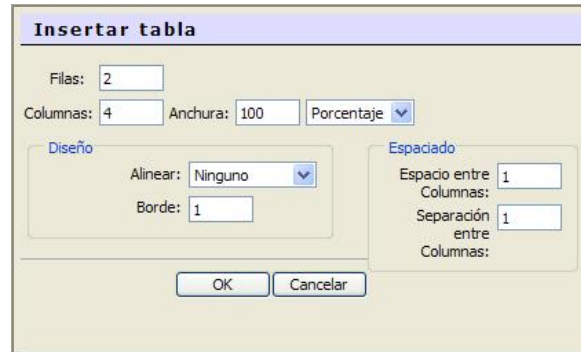 Insertar tabla
Filas: 2
Columnas: 4 Anchura: 100 Porcentaje
Diseño
Alinear: Ninguno
Borde: 1
Espaciado
Espacio entre 1
Columnas:
Separación 1
entre
Columnas:
OK Cancelar